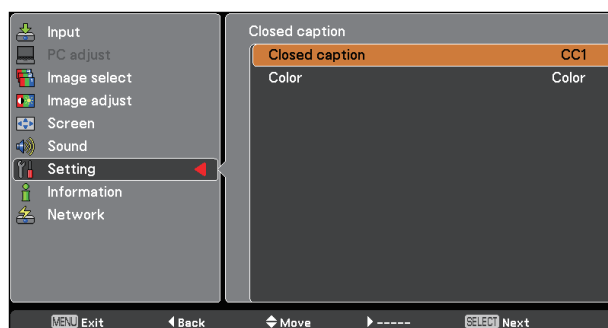 Input
PC adjust
Image select
Image adjust
Screen
Sound
Setting
Information
Network
Closed caption
Closed caption CC1
Color Color
MENU Exit Back Move ----- SELECT Next